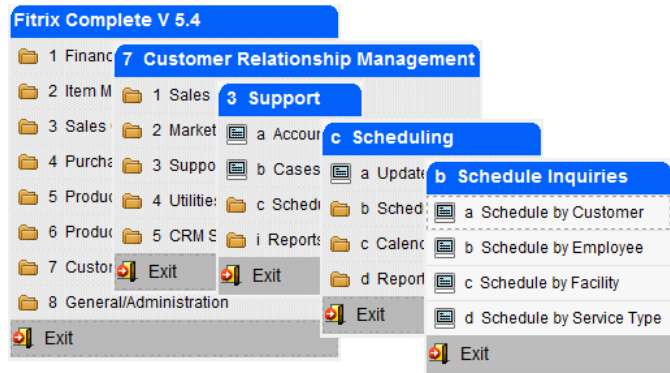 Fitrix Complete V 5.4
1 Financ
2 Item M
3 Sales
4 Purcha
5 Produc
6 Produc
7 Custor
8 General/Administration
Exit
7 Customer Relationship Management
1 Sales
2 Market
3 Suppo
4 Utilitie
5 CRM S
Exit
3 Support
a Accour
b Cases
c Schedu
i Reports
Exit
c Scheduling
a Update
b Schedu
c Calend
d Report
Exit
b Schedule Inquiries
a Schedule by Customer
b Schedule by Employee
c Schedule by Facility
d Schedule by Service Type
Exit